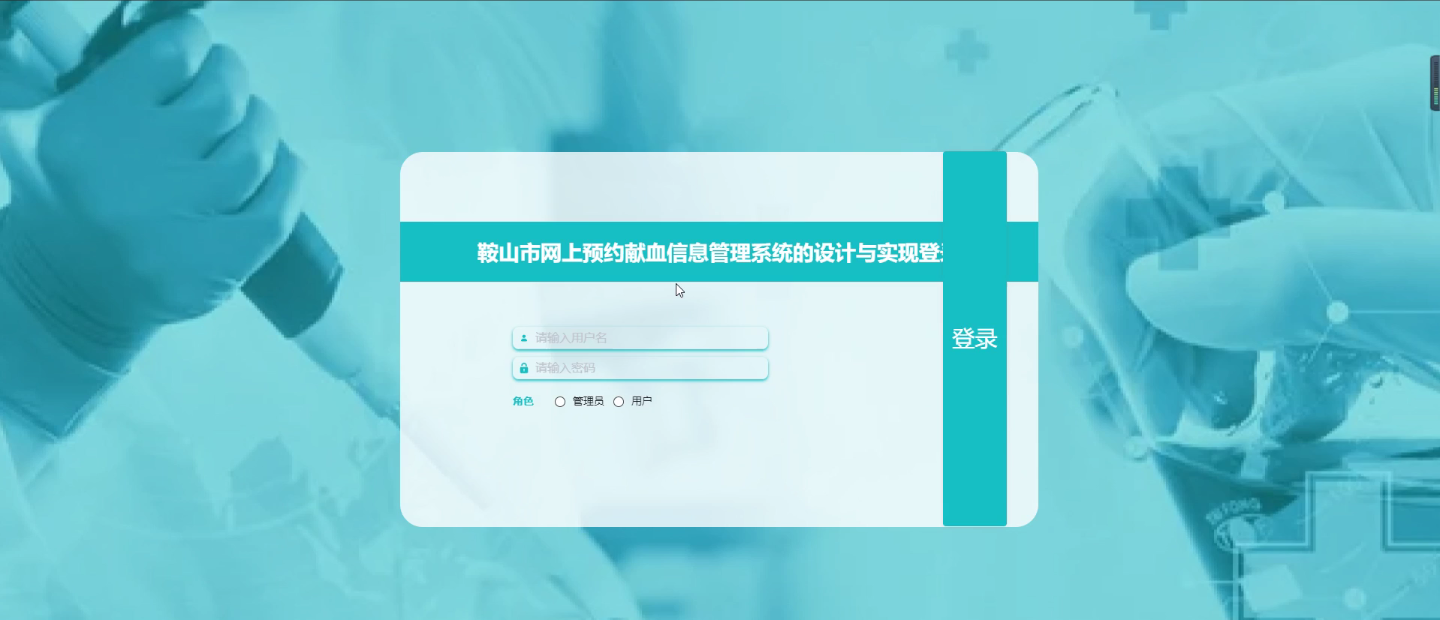 鞍山市网上预约献血信息管理系统的设计与实现登
请输入用户名
请输入密码
角色 管理员 用户
登录